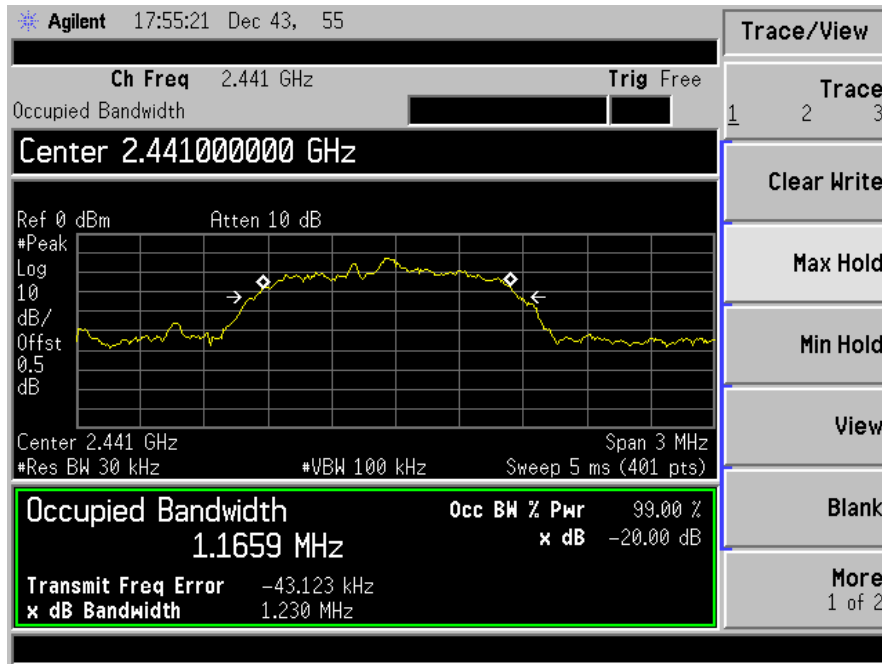 Agilent 17:55:21 Dec 43, 55
Trace/View
Ch Freq 2.441 GHz Trig Free
Occupied Bandwidth
Trace
1 2 3
Center 2.441000000 GHz
Clear Write
Ref 0 dBm Atten 10 dB
#Peak
Log
10
dB/
Offst
0.5
dB
Max Hold
Min Hold
View
Center 2.441 GHz Span 3 MHz
#Res BW 30 kHz #VBW 100 kHz Sweep 5 ms (401 pts)
Blank
Occupied Bandwidth Occ BW % Pwr 99.00 %
1.1659 MHz x dB -20.00 dB
Transmit Freq Error -43.123 kHz
x dB Bandwidth 1.230 MHz
More
1 of 2